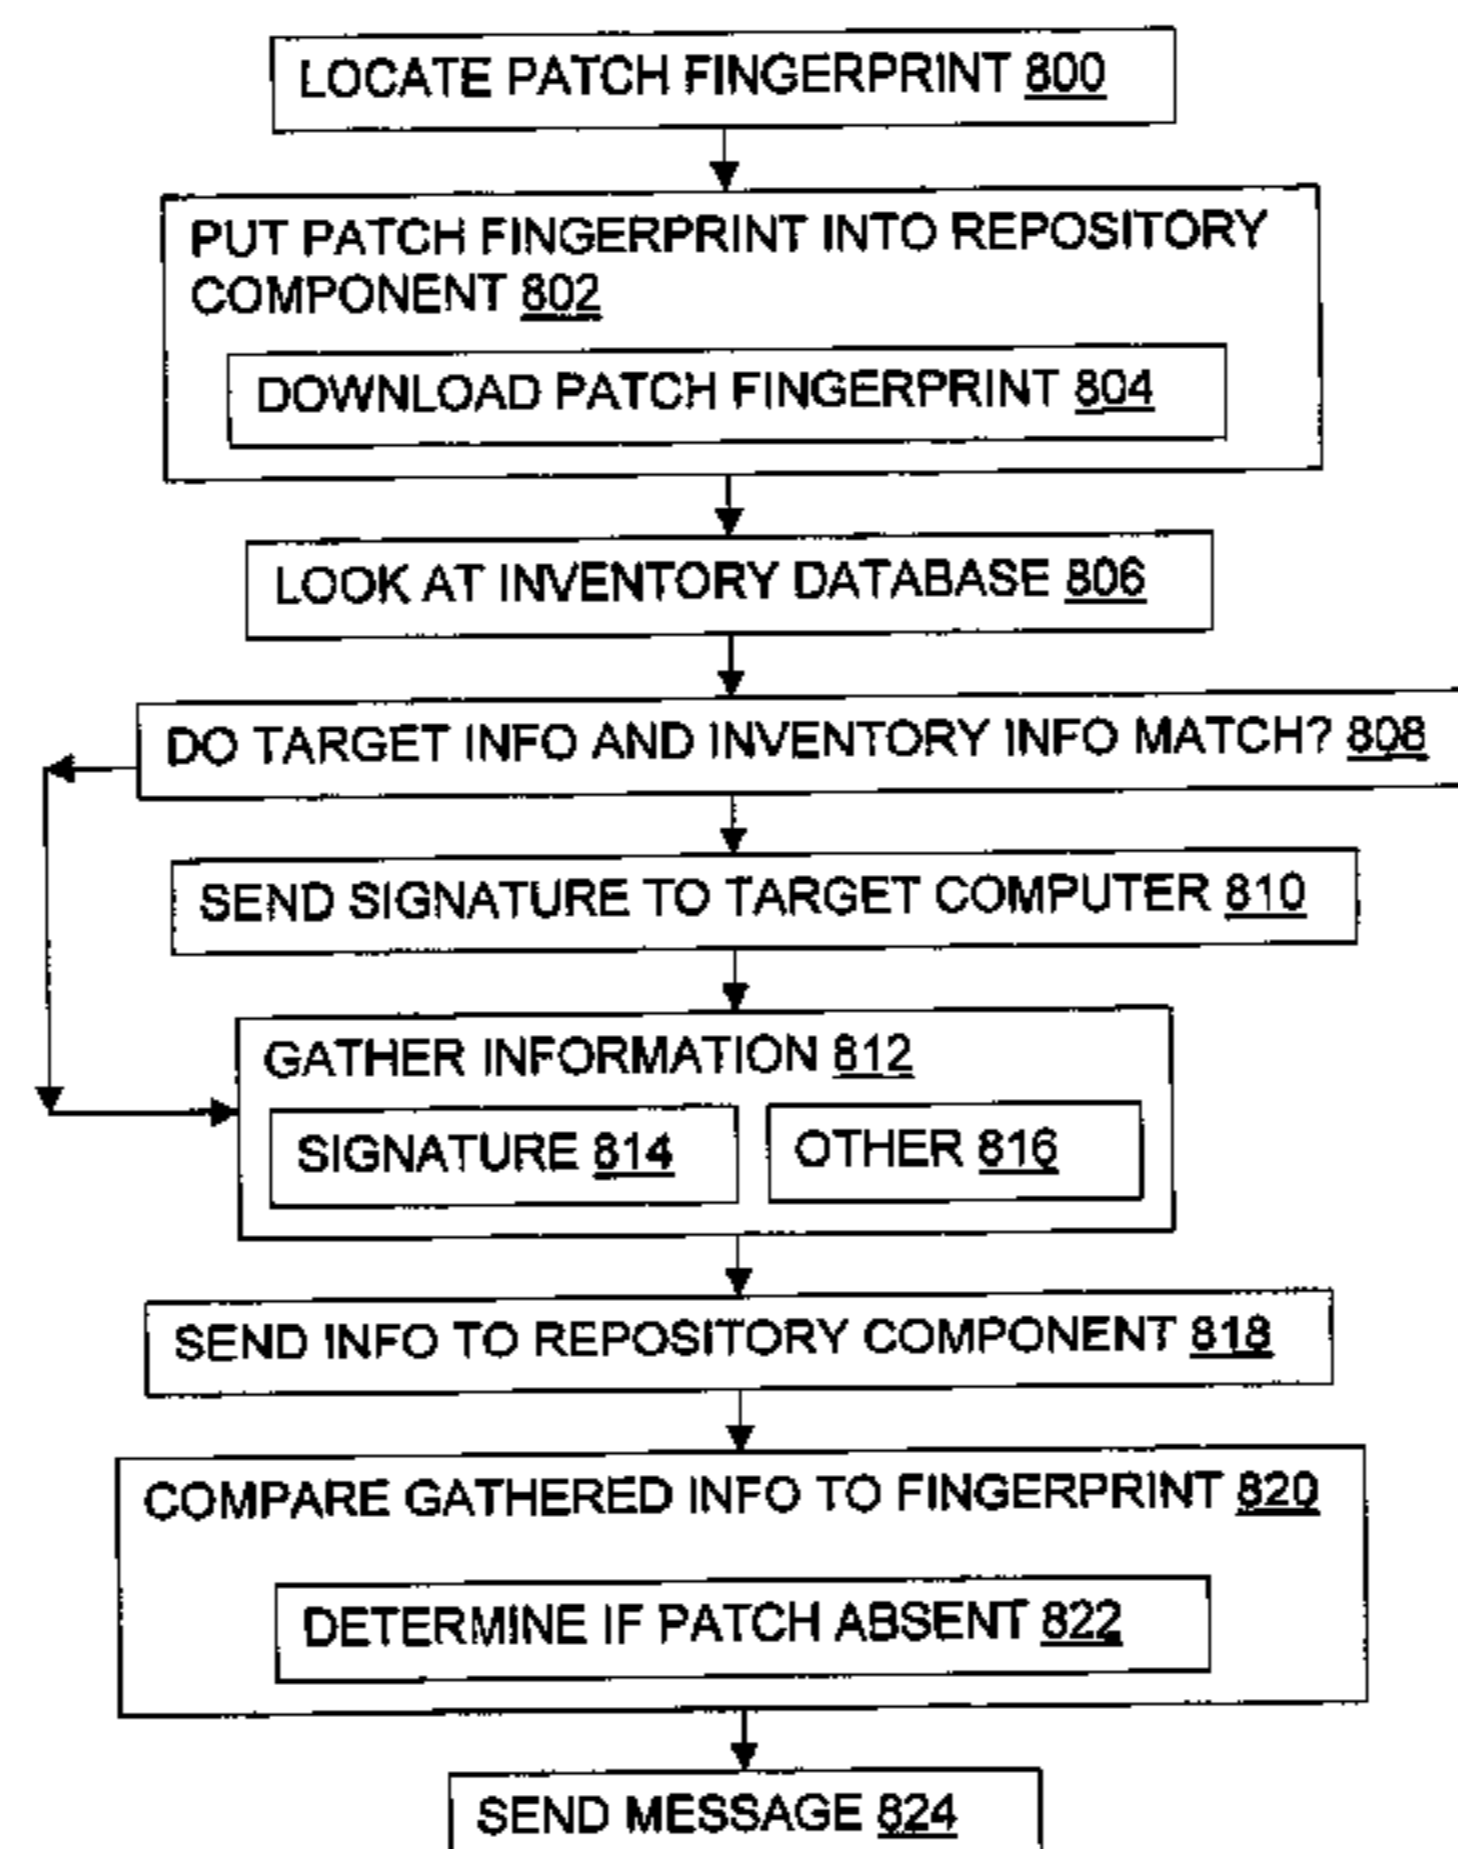 LOCATE PATCH FINGERPRINT 800
PUT PATCH FINGERPRINT INTO REPOSITORY
COMPONENT 802
DOWNLOAD PATCH FINGERPRINT 804
LOOK AT INVENTORY DATABASE 806
DO TARGET INFO AND INVENTORY INFO MATCH? 808
SEND SIGNATURE TO TARGET COMPUTER 810
GATHER INFORMATION 812
SIGNATURE 814
OTHER 816
SEND INFO TO REPOSITORY COMPONENT 818
COMPARE GATHERED INFO TO FINGERPRINT 820
DETERMINE IF PATCH ABSENT 822
SEND MESSAGE 824